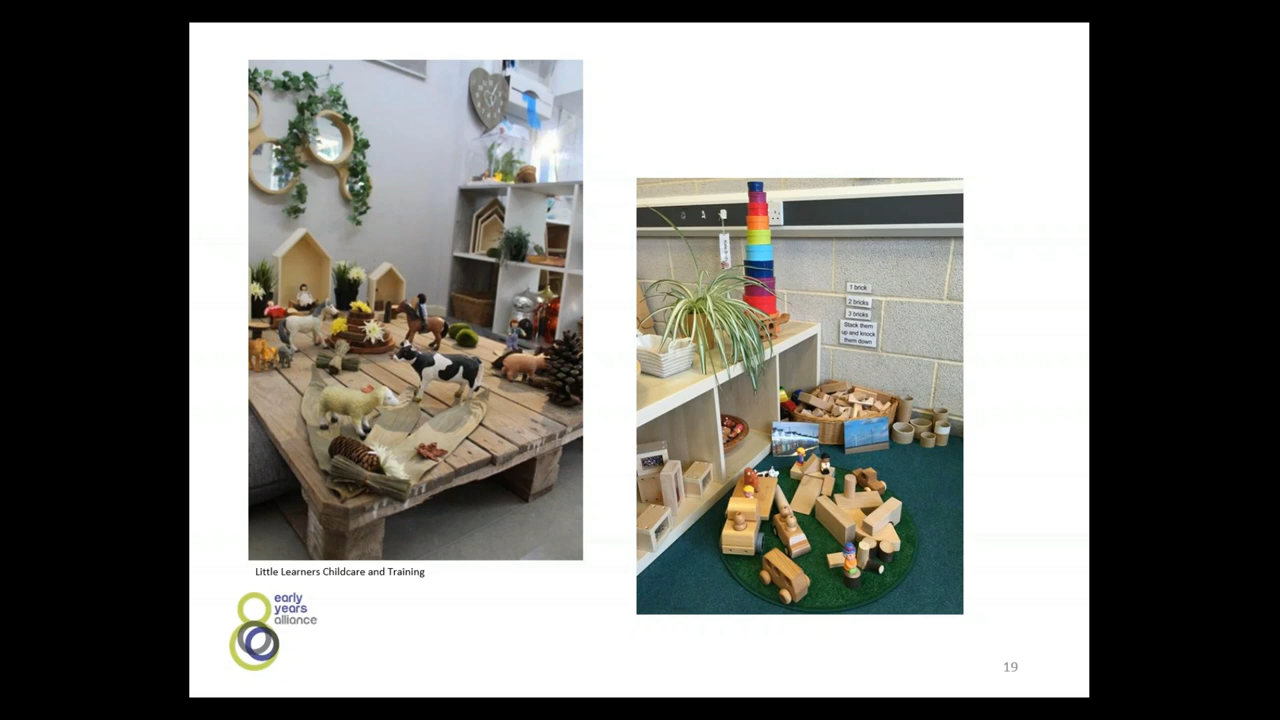 1 brick
2 bricks
3 bricks
Stack them
up and knock
them down
Little Learners Childcare and Training
early
years
alliance
19